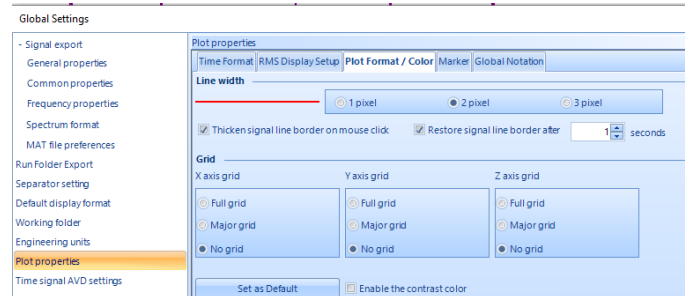 Global Settings
- Signal export
General properties
Common properties
Frequency properties
Spectrum format
MAT file preferences
Run Folder Export
Separator setting
Default display format
Working folder
Engineering units
Plot properties
Time signal AVD settings
Plot properties
Time Format RMS Display Setup Plot Format / Color Marker Global Notation
Line width
1 pixel 2 pixel 3 pixel
Thicken signal line border on mouse click Restore signal line border after 1 seconds
Grid
X axis grid Y axis grid Z axis grid
Full grid Full grid Full grid
Major grid Major grid Major grid
No grid No grid No grid
Set as Default Enable the contrast color